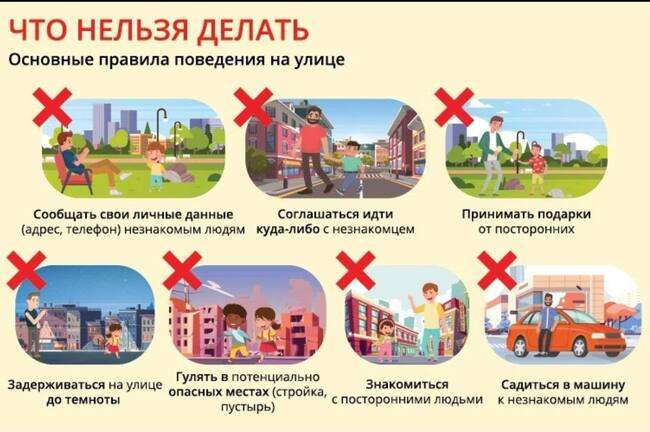 ЧТО НЕЛЬЗЯ ДЕЛАТЬ
Основные правила поведения на улице
Сообщать свои личные данные
(адрес, телефон) незнакомым людям
Соглашаться идти
куда-либо с незнакомцем
Принимать подарки
от посторонних
Задерживаться на улице
до темноты
Гулять в потенциально
опасных местах (стройка,
пустырь)
Знакомиться
с посторонними людьми
Садиться в машину
к незнакомым людям